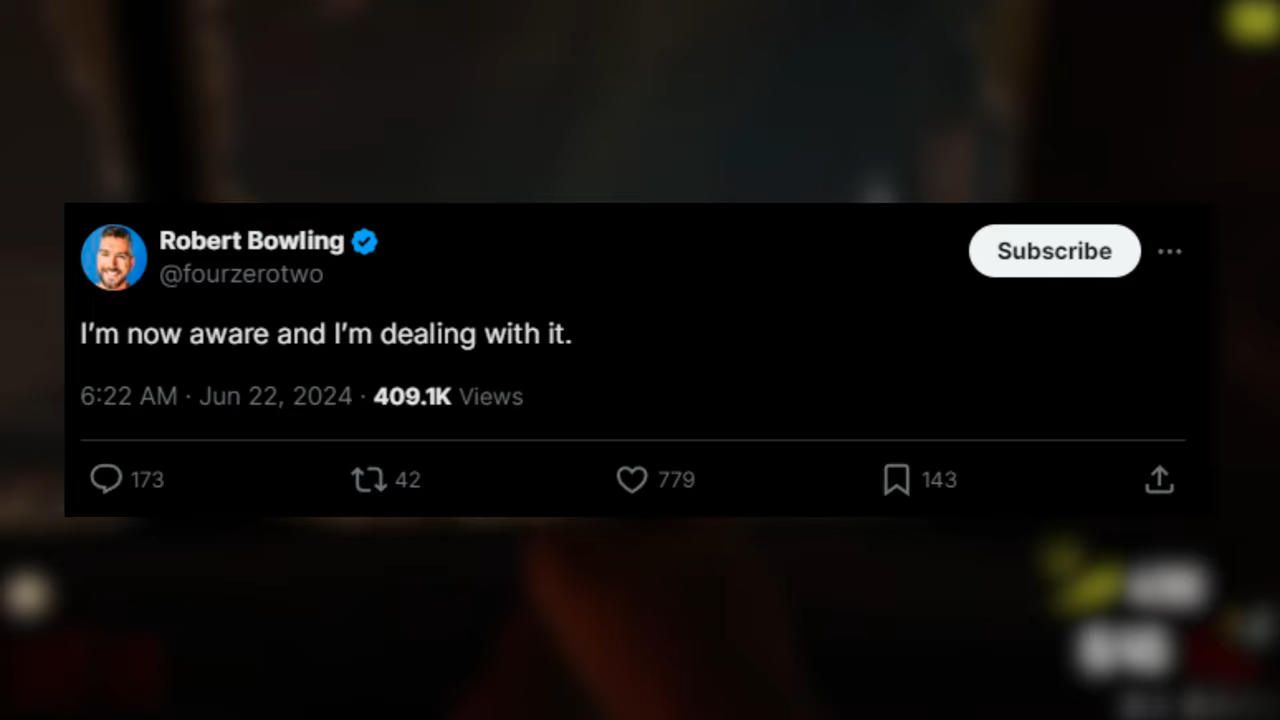 Robert Bowling
@fourzerotwo
Subscribe
I’m now aware and I’m dealing with it.
6:22 AM · Jun 22, 2024 · 409.1K Views
173 42 779 143